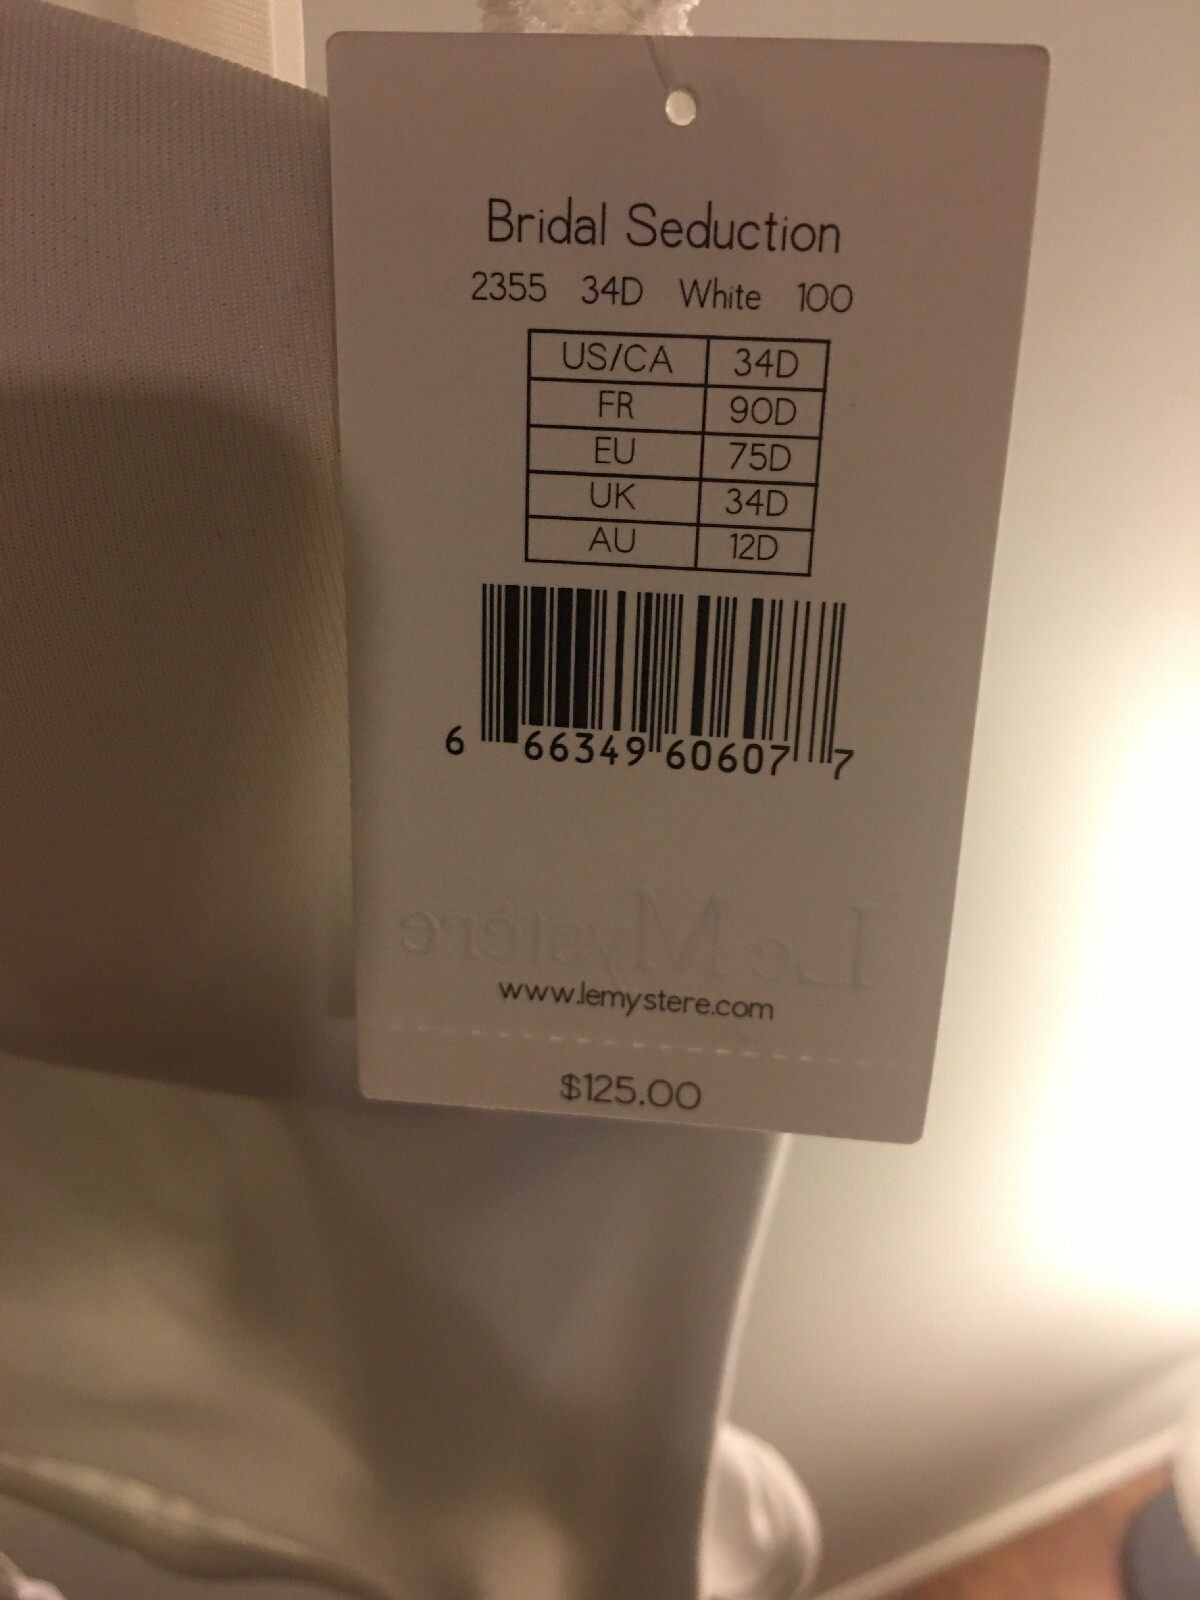 Bridal Seduction
2355 34D White 100
US/CA 34D
FR 90D
EU 75D
UK 34D
AU 12D
6 66349 60607 7
Le Mystère
www.lemystere.com
$125.00